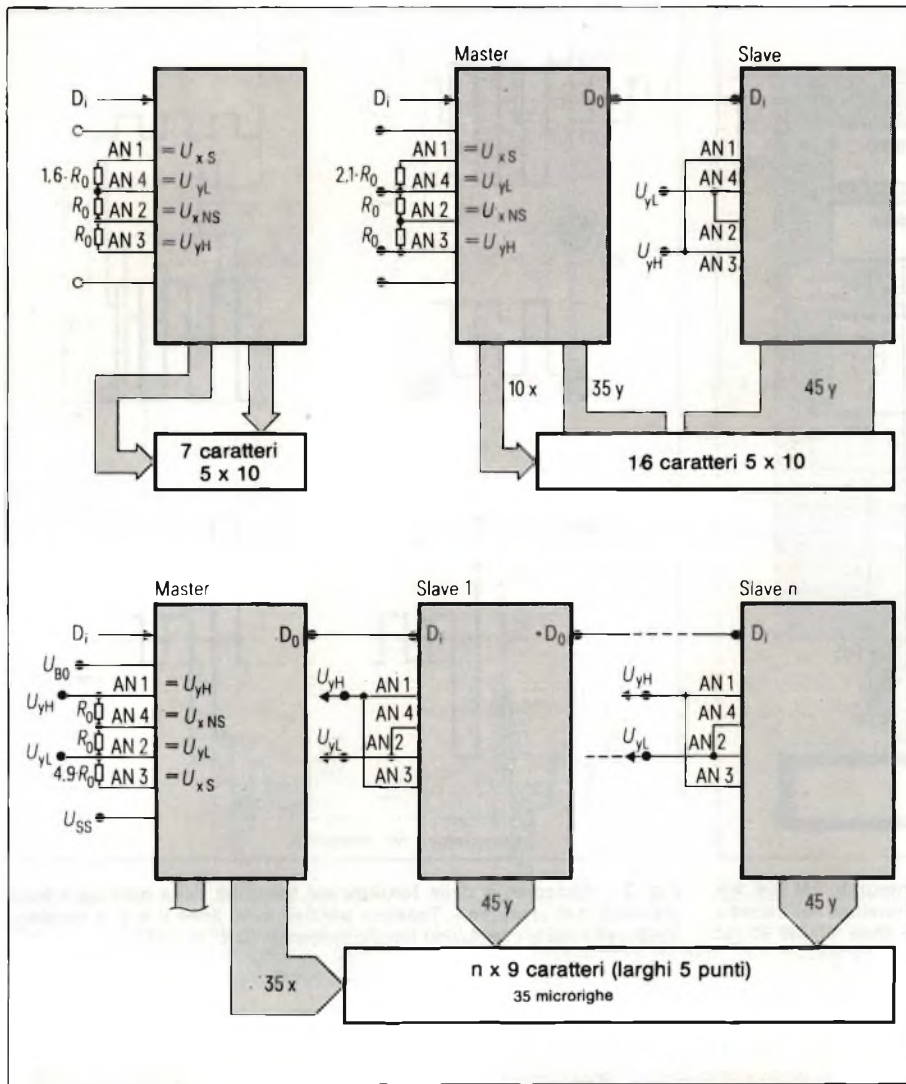 Dᵢ
AN 1 = UₓS
1,6·R₀ AN 4 = UyL
R₀ AN 2 = UₓNS
R₀ AN 3 = UyH
7 caratteri
5 x 10
Master
Slave
Dᵢ
D₀
Dᵢ
AN 1 = UₓS
2,1·R₀ AN 4 = UyL
R₀ AN 2 = UₓNS
R₀ AN 3 = UyH
AN 1
AN 4
UyL
AN 2
UyH
AN 3
10 x
35 y
45 y
16 caratteri 5 x 10
Master
Slave 1
Slave n
Dᵢ
D₀
Dᵢ
D₀
Dᵢ
UB0
UyH AN 1 = UyH
R₀ AN 4 = UₓNS
R₀ AN 2 = UyL
UyL
4,9·R₀ AN 3 = UₓS
USS
UyH AN 1
AN 4
UyL AN 2
AN 3
UyH AN 1
AN 4
UyL AN 2
AN 3
45 y
45 y
35 x
n x 9 caratteri (larghi 5 punti)
35 microrighe